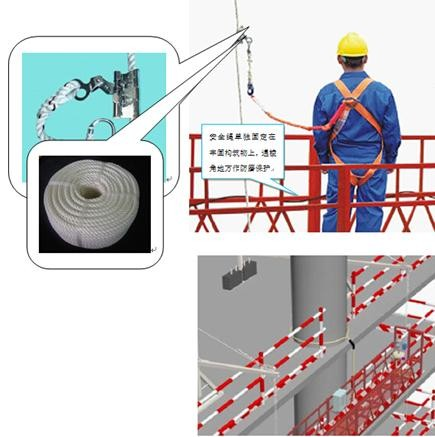 安全绳单独固定在
牢固构筑物上，遇棱
角地方作防磨保护。